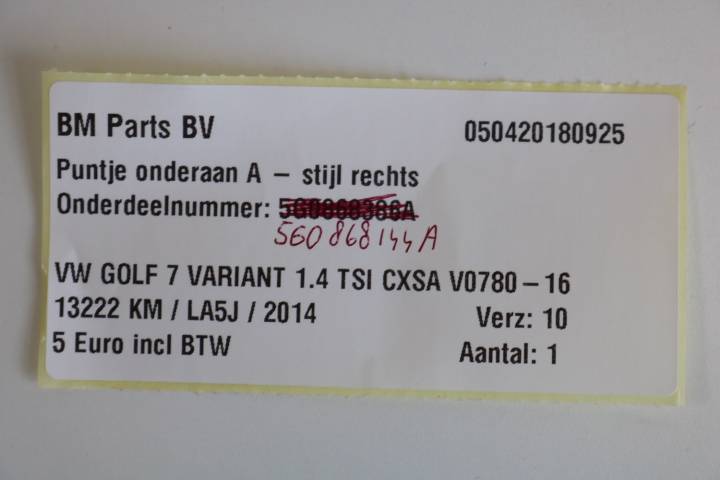 BM Parts BV 050420180925
Puntje onderaan A – stijl rechts
Onderdeelnummer: 5G0868386A
5G0868144A
VW GOLF 7 VARIANT 1.4 TSI CXSA V0780 – 16
13222 KM / LA5J / 2014 Verz: 10
5 Euro incl BTW Aantal: 1